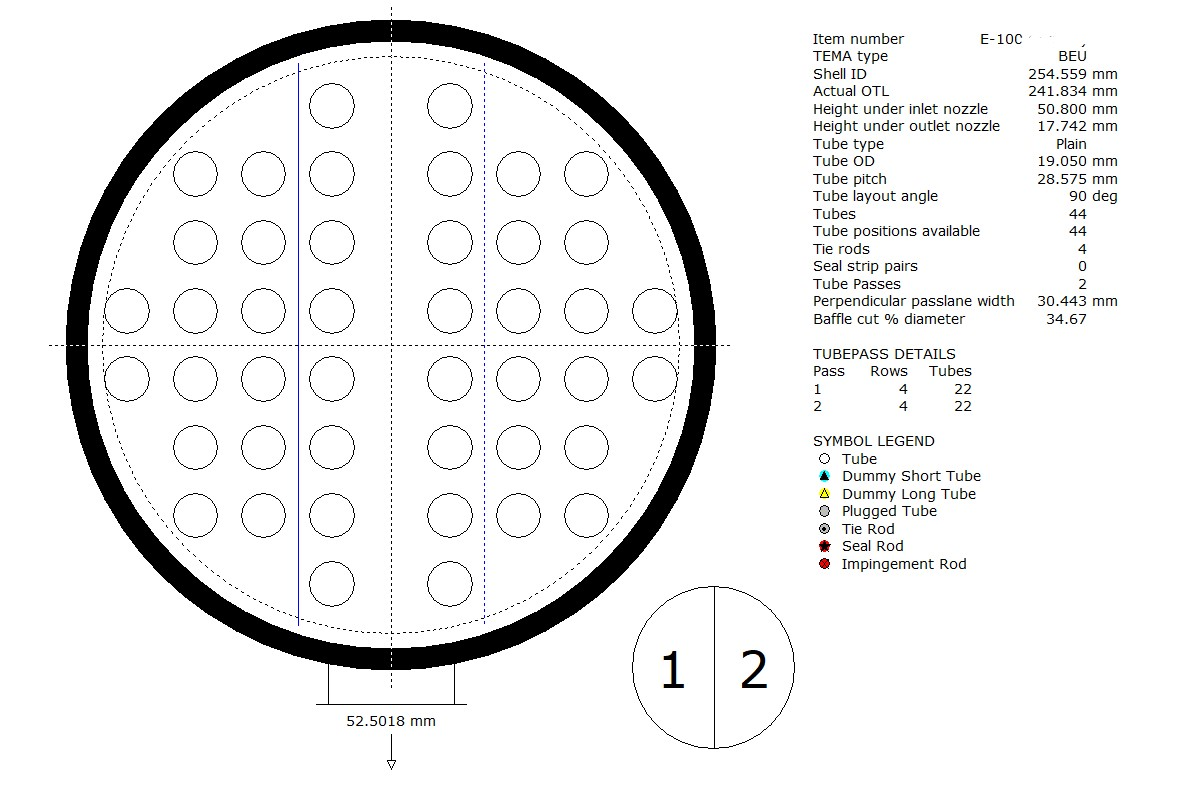 Item number E-100
TEMA type BEU
Shell ID 254.559 mm
Actual OTL 241.834 mm
Height under inlet nozzle 50.800 mm
Height under outlet nozzle 17.742 mm
Tube type Plain
Tube OD 19.050 mm
Tube pitch 28.575 mm
Tube layout angle 90 deg
Tubes 44
Tube positions available 44
Tie rods 4
Seal strip pairs 0
Tube Passes 2
Perpendicular passlane width 30.443 mm
Baffle cut % diameter 34.67
TUBEPASS DETAILS
Pass Rows Tubes
1 4 22
2 4 22
SYMBOL LEGEND
Tube
Dummy Short Tube
Dummy Long Tube
Plugged Tube
Tie Rod
Seal Rod
Impingement Rod
1 2
52.5018 mm